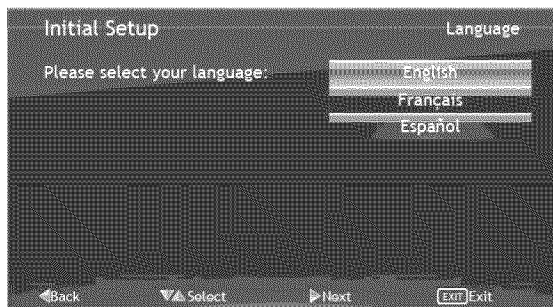 Initial Setup
Language
Please select your language:
English
Français
Español
Back
Select
Next
EXIT Exit